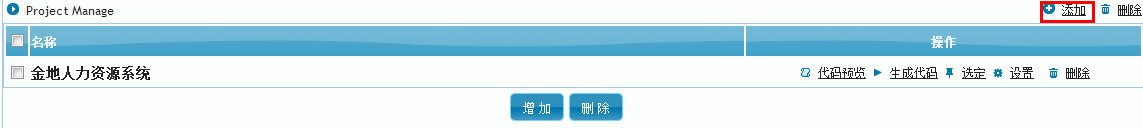 Project Manage 添加 删除
名称 操作
金地人力资源系统 代码预览 生成代码 选定 设置 删除
增加 删除